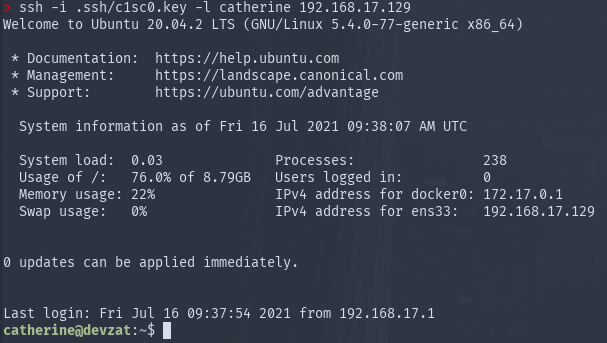 > ssh -i .ssh/c1sc0.key -l catherine 192.168.17.129
Welcome to Ubuntu 20.04.2 LTS (GNU/Linux 5.4.0-77-generic x86_64)
* Documentation: https://help.ubuntu.com
* Management: https://landscape.canonical.com
* Support: https://ubuntu.com/advantage
System information as of Fri 16 Jul 2021 09:38:07 AM UTC
System load: 0.03 Processes: 238
Usage of /: 76.0% of 8.79GB Users logged in: 0
Memory usage: 22% IPv4 address for docker0: 172.17.0.1
Swap usage: 0% IPv4 address for ens33: 192.168.17.129
0 updates can be applied immediately.
Last login: Fri Jul 16 09:37:54 2021 from 192.168.17.1
catherine@devzat:~$